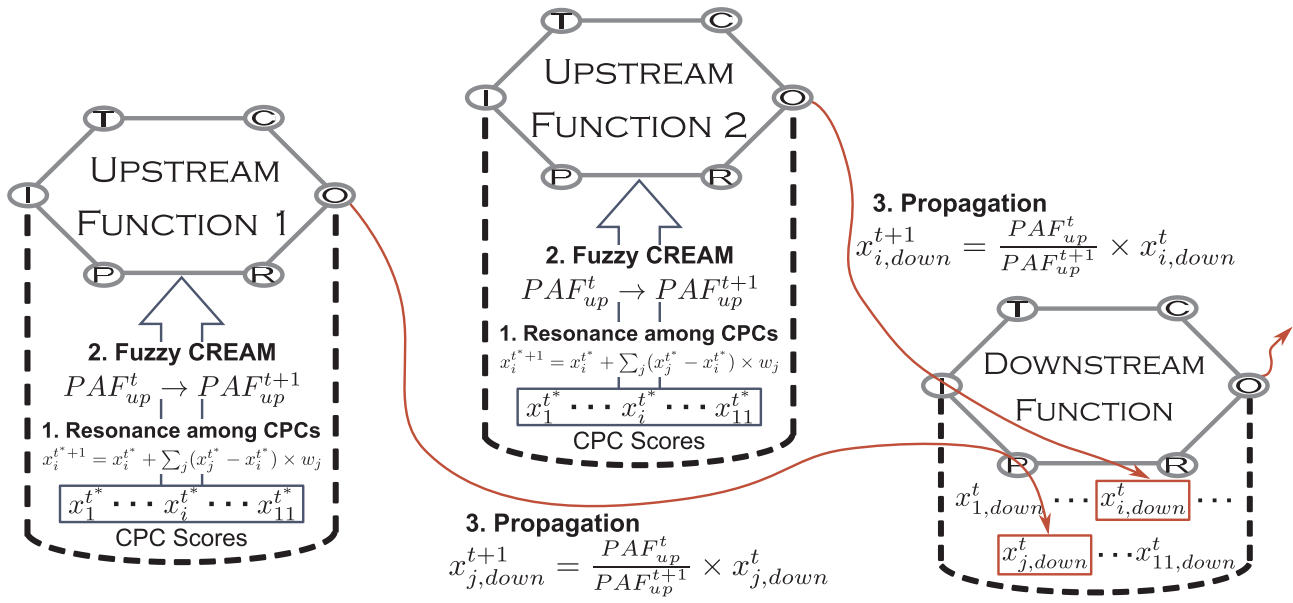 T C
I UPSTREAM FUNCTION 1 O
P R
2. Fuzzy CREAM
PAF_{up}^{t} → PAF_{up}^{t+1}
1. Resonance among CPCs
x_i^{t*+1} = x_i^{t*} + ∑_j(x_j^{t*} − x_i^{t*}) × w_j
x_1^{t*} ··· x_i^{t*} ··· x_{11}^{t*}
CPC Scores
T C
I UPSTREAM FUNCTION 2 O
P R
2. Fuzzy CREAM
PAF_{up}^{t} → PAF_{up}^{t+1}
1. Resonance among CPCs
x_i^{t*+1} = x_i^{t*} + ∑_j(x_j^{t*} − x_i^{t*}) × w_j
x_1^{t*} ··· x_i^{t*} ··· x_{11}^{t*}
CPC Scores
3. Propagation
x_{j,down}^{t+1} = \frac{PAF_{up}^{t}}{PAF_{up}^{t+1}} × x_{j,down}^{t}
3. Propagation
x_{i,down}^{t+1} = \frac{PAF_{up}^{t}}{PAF_{up}^{t+1}} × x_{i,down}^{t}
T C
I DOWNSTREAM FUNCTION O
P R
x_{1,down}^{t} ··· x_{i,down}^{t} ···
x_{j,down}^{t} ··· x_{11,down}^{t}